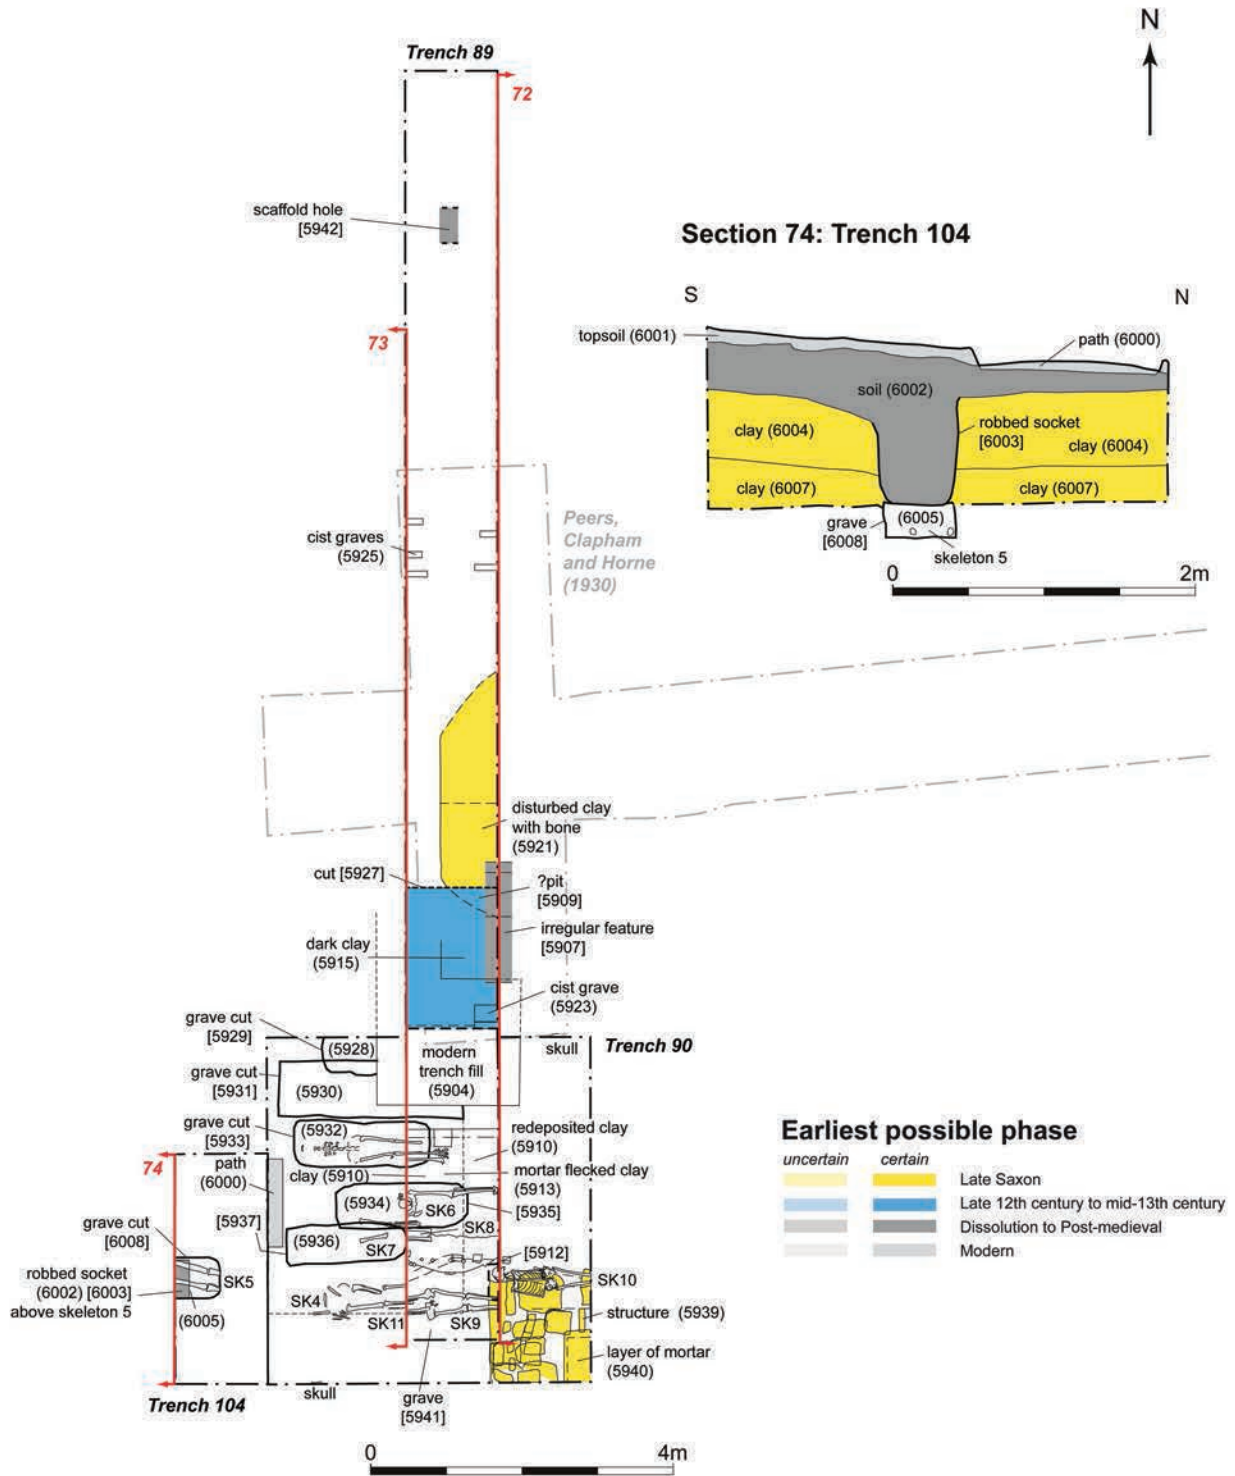 N
Trench 89
72
scaffold hole
[5942]
Section 74: Trench 104
S
N
topsoil (6001)
path (6000)
73
soil (6002)
clay (6004)
robbed socket
[6003]
clay (6004)
clay (6007)
clay (6007)
grave
[6008]
(6005)
skeleton 5
0
2m
Peers,
Clapham
and Horne
(1930)
cist graves
(5925)
disturbed clay
with bone
(5921)
cut [5927]
?pit
[5909]
irregular feature
[5907]
dark clay
(5915)
cist grave
(5923)
grave cut
[5929]
(5928)
modern
trench fill
(5904)
skull
Trench 90
grave cut
[5931]
(5930)
grave cut
[5933]
(5932)
redeposited clay
(5910)
74
path
(6000)
clay (5910)
mortar flecked clay
(5913)
(5934)
SK6
[5935]
grave cut
[6008]
[5937]
(5936)
SK7
SK8
[5912]
robbed socket
(6002) [6003]
above skeleton 5
SK5
(6005)
SK4
SK11
SK9
SK10
structure (5939)
layer of mortar
(5940)
Trench 104
skull
grave
[5941]
Earliest possible phase
uncertain
certain
Late Saxon
Late 12th century to mid-13th century
Dissolution to Post-medieval
Modern
0
4m